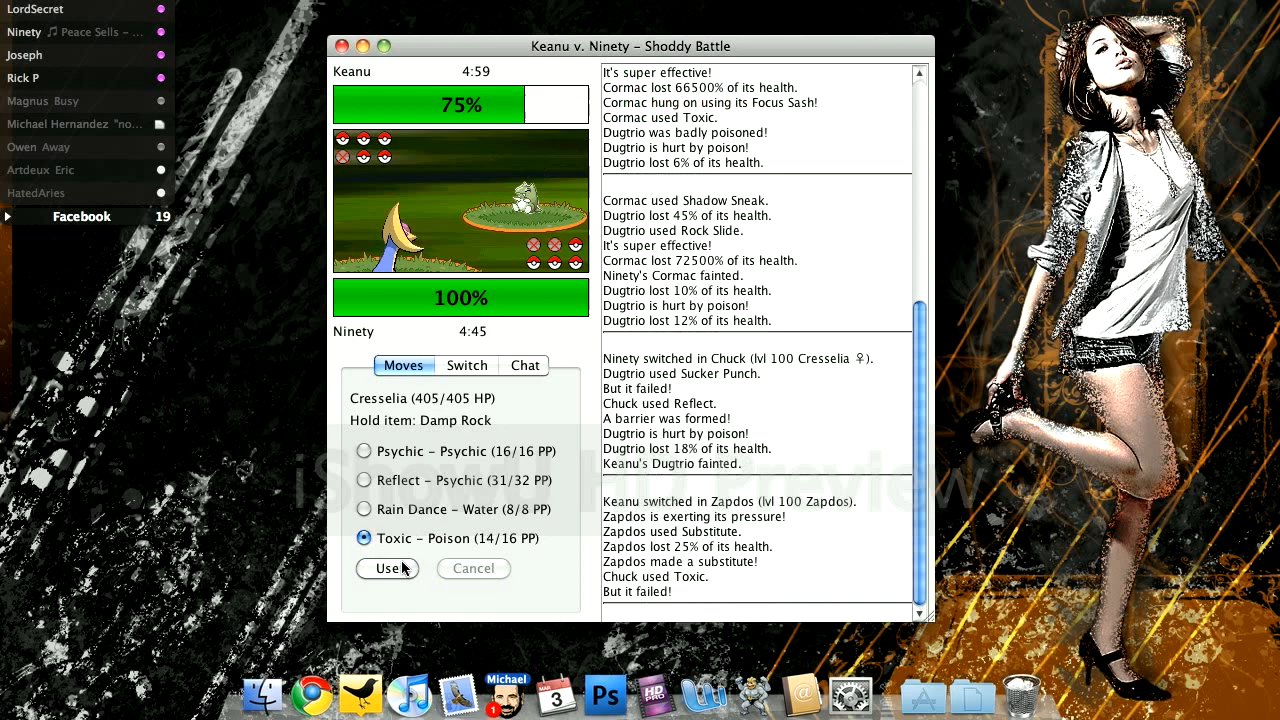 LordSecret
Ninety ♫ Peace Sells – ...
Joseph
Rick P
Magnus Busy
Michael Hernandez "no...
Owen Away
Artdeux Eric
HatedAries
Facebook 19
Keanu v. Ninety – Shoddy Battle
Keanu 4:59
75%
100%
Ninety 4:45
Moves Switch Chat
Cresselia (405/405 HP)
Hold item: Damp Rock
Psychic – Psychic (16/16 PP)
Reflect – Psychic (31/32 PP)
Rain Dance – Water (8/8 PP)
Toxic – Poison (14/16 PP)
Use Cancel
It's super effective!
Cormac lost 66500% of its health.
Cormac hung on using its Focus Sash!
Cormac used Toxic.
Dugtrio was badly poisoned!
Dugtrio is hurt by poison!
Dugtrio lost 6% of its health.
Cormac used Shadow Sneak.
Dugtrio lost 45% of its health.
Dugtrio used Rock Slide.
It's super effective!
Cormac lost 72500% of its health.
Ninety's Cormac fainted.
Dugtrio lost 10% of its health.
Dugtrio is hurt by poison!
Dugtrio lost 12% of its health.
Ninety switched in Chuck (lvl 100 Cresselia ♀).
Dugtrio used Sucker Punch.
But it failed!
Chuck used Reflect.
A barrier was formed!
Dugtrio is hurt by poison!
Dugtrio lost 18% of its health.
Keanu's Dugtrio fainted.
Keanu switched in Zapdos (lvl 100 Zapdos).
Zapdos is exerting its pressure!
Zapdos used Substitute.
Zapdos lost 25% of its health.
Zapdos made a substitute!
Chuck used Toxic.
But it failed!
iShowU HD Preview
Michael
1
MAR
3
Ps
HD
PRO